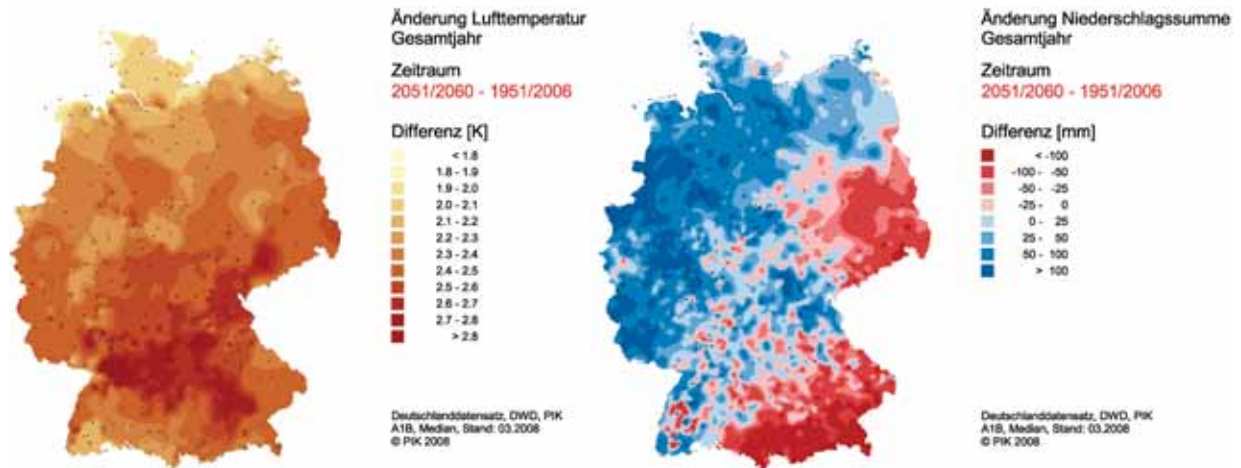 Änderung Lufttemperatur
Gesamtjahr
Zeitraum
2051/2060 - 1951/2006
Differenz [K]
< 1.8
1.8 - 1.9
1.9 - 2.0
2.0 - 2.1
2.1 - 2.2
2.2 - 2.3
2.3 - 2.4
2.4 - 2.5
2.5 - 2.6
2.6 - 2.7
2.7 - 2.8
> 2.8
Deutschlanddatensatz, DWD, PIK
A1B, Median, Stand: 03.2008
© PIK 2008
Änderung Niederschlagssumme
Gesamtjahr
Zeitraum
2051/2060 - 1951/2006
Differenz [mm]
< -100
-100 - -50
-50 - -25
-25 - 0
0 - 25
25 - 50
50 - 100
> 100
Deutschlanddatensatz, DWD, PIK
A1B, Median, Stand: 03.2008
© PIK 2008